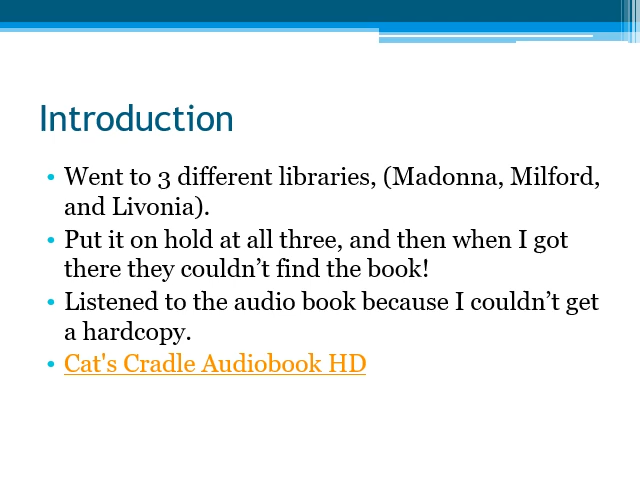 Introduction
• Went to 3 different libraries, (Madonna, Milford,
and Livonia).
• Put it on hold at all three, and then when I got
there they couldn’t find the book!
• Listened to the audio book because I couldn’t get
a hardcopy.
• Cat's Cradle Audiobook HD